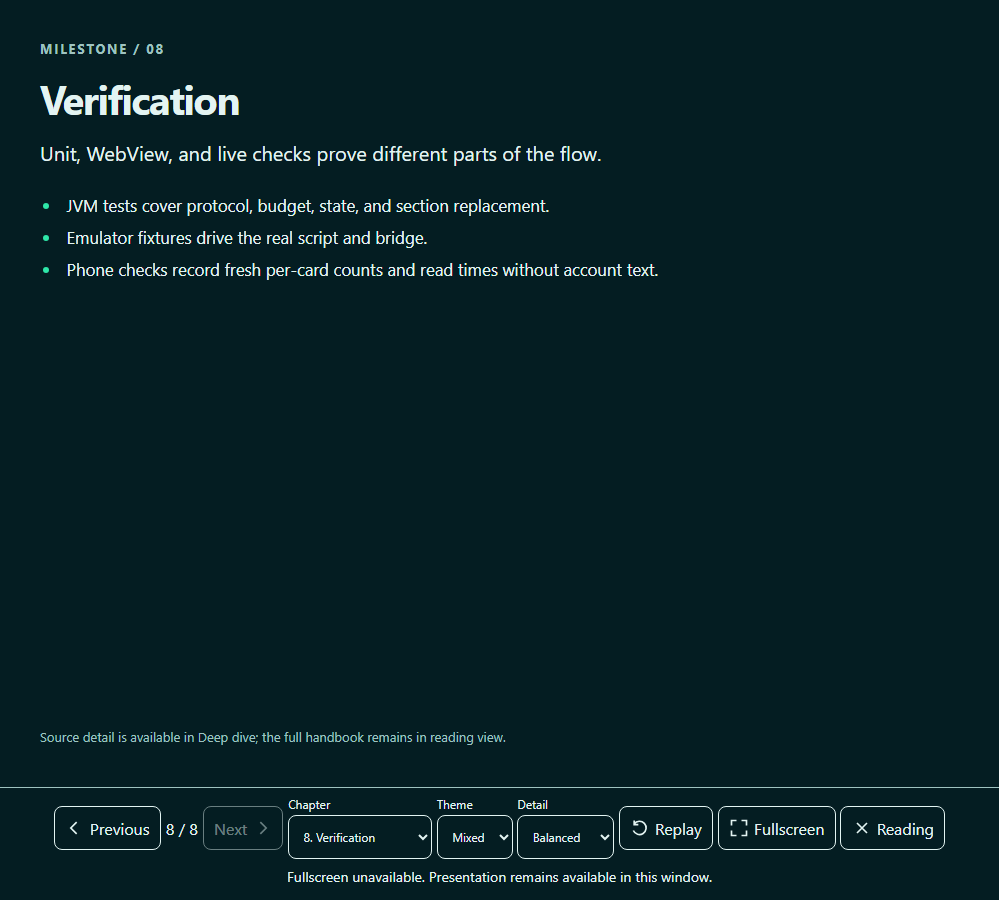 MILESTONE / 08
Verification
Unit, WebView, and live checks prove different parts of the flow.
JVM tests cover protocol, budget, state, and section replacement.
Emulator fixtures drive the real script and bridge.
Phone checks record fresh per-card counts and read times without account text.
Source detail is available in Deep dive; the full handbook remains in reading view.
Chapter Theme Detail
Previous 8 / 8 Next 8. Verification Mixed Balanced Replay Fullscreen Reading
Fullscreen unavailable. Presentation remains available in this window.